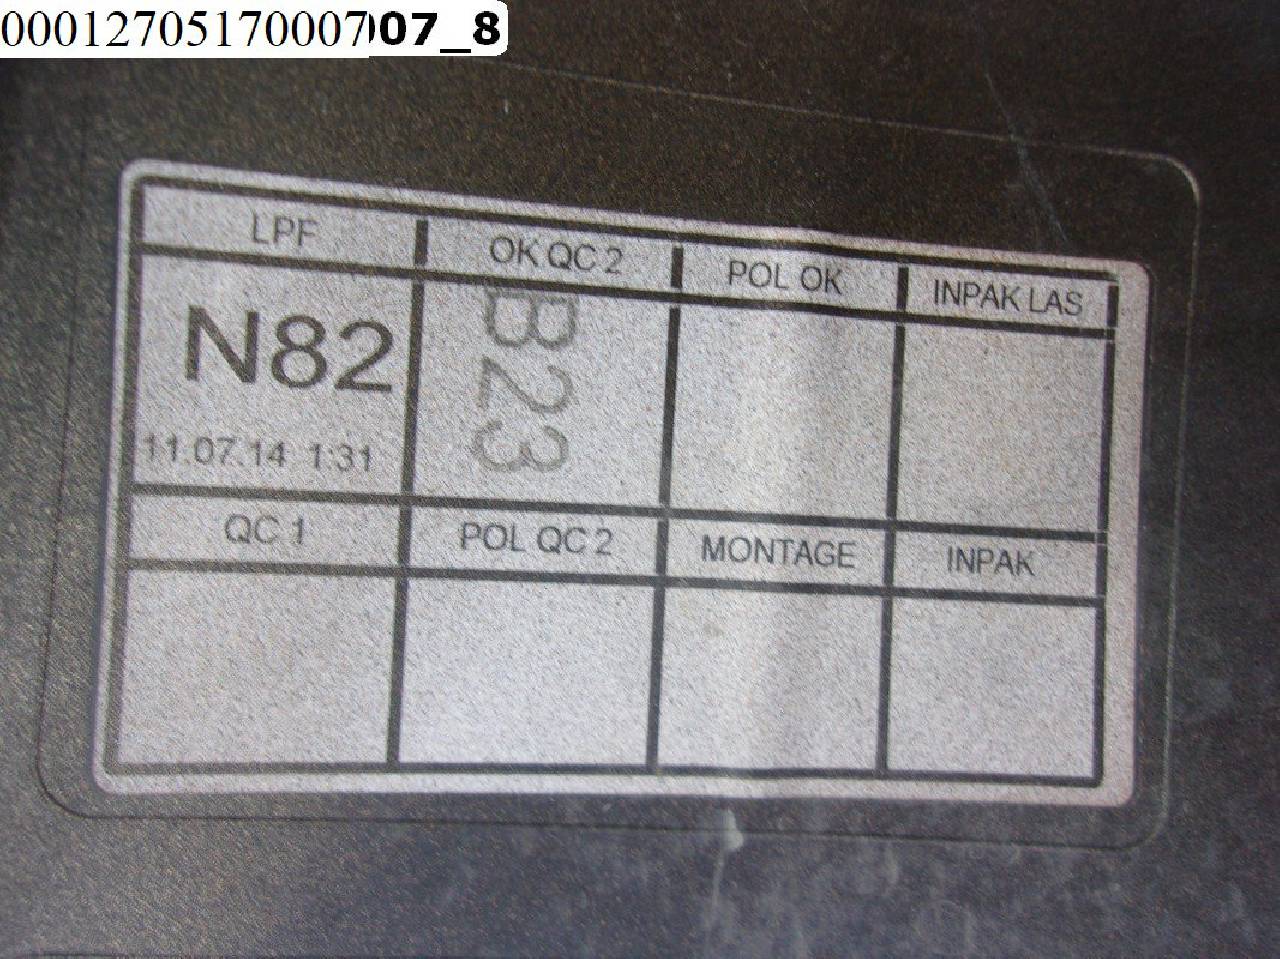 00012705170007007_8
LPF OK QC 2 POL OK INPAK LAS
N82 B23
11.07.14 1:31
QC 1 POL QC 2 MONTAGE INPAK